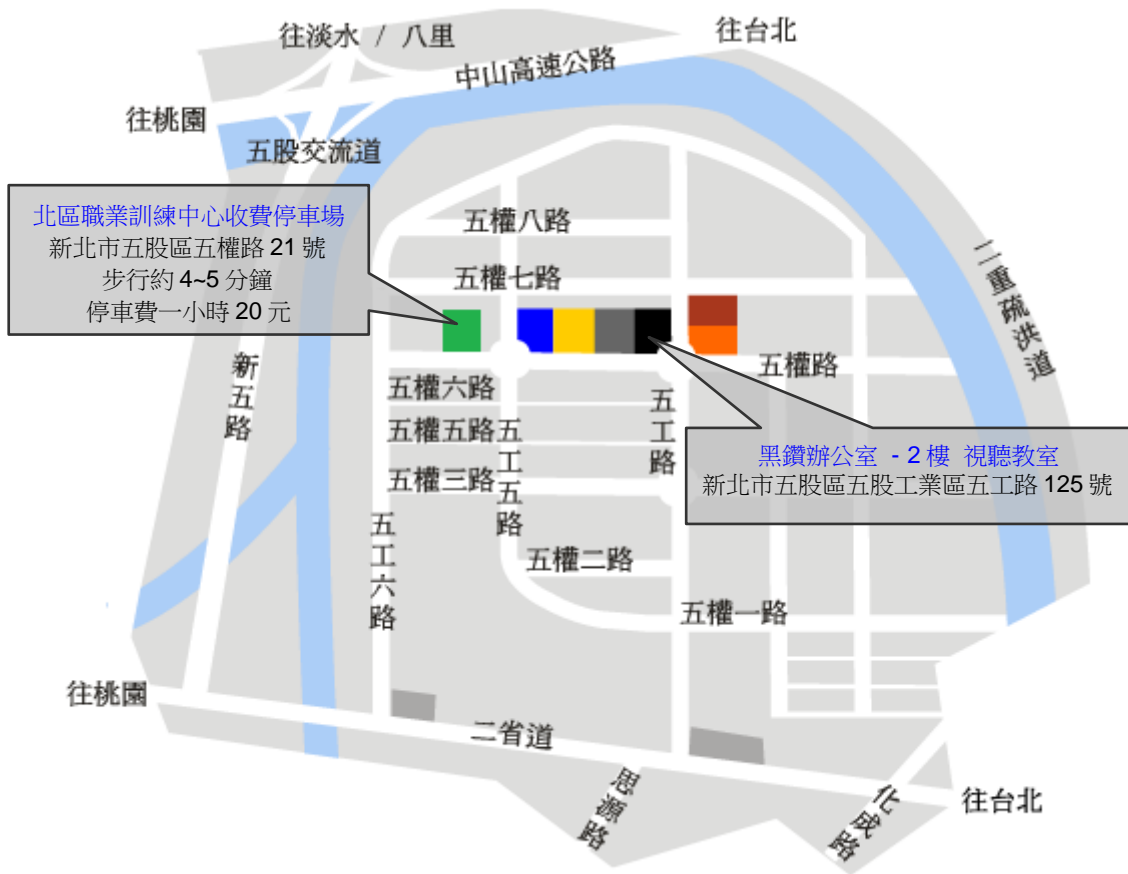 往淡水 / 八里
往台北
中山高速公路
往桃園
五股交流道
北區職業訓練中心收費停車場
新北市五股區五權路 21 號
步行約 4~5 分鐘
停車費一小時 20 元
五權八路
五權七路
二重疏洪道
新五路
五權路
五權六路
五工路
五權五路
五工五路
黑鑽辦公室 - 2 樓 視聽教室
新北市五股區五股工業區五工路 125 號
五權三路
五工六路
五權二路
五權一路
往桃園
二省道
思源路
化成路
往台北